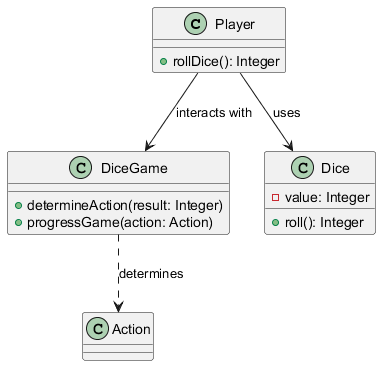 C Player
rollDice(): Integer
interacts with
uses
C DiceGame
determineAction(result: Integer)
progressGame(action: Action)
C Dice
value: Integer
roll(): Integer
determines
C Action